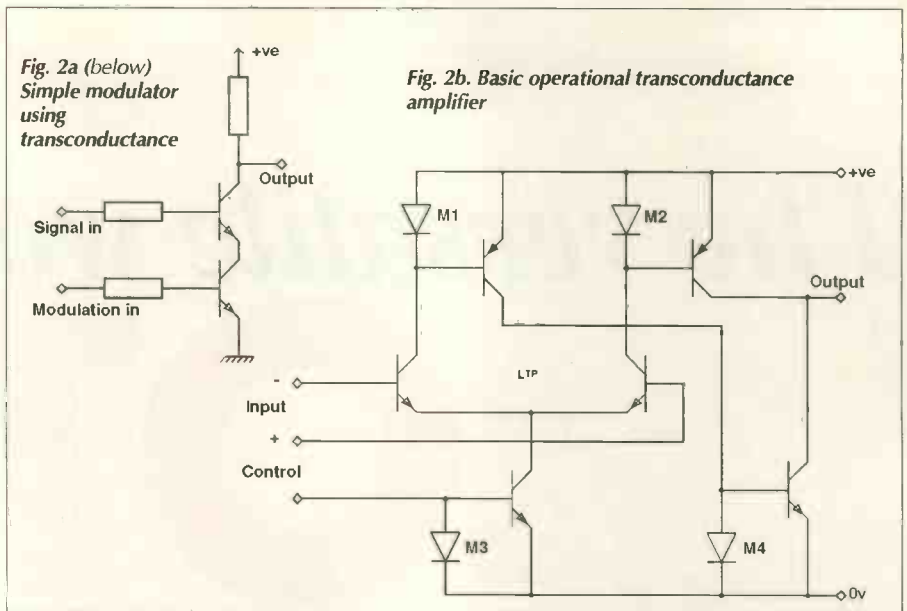 Fig. 2a (below)
Simple modulator
using
transconductance
+ve
Output
Signal in
Modulation in
Fig. 2b. Basic operational transconductance
amplifier
+ve
M1
M2
Output
LTP
-
Input
+
Control
M3
M4
0v